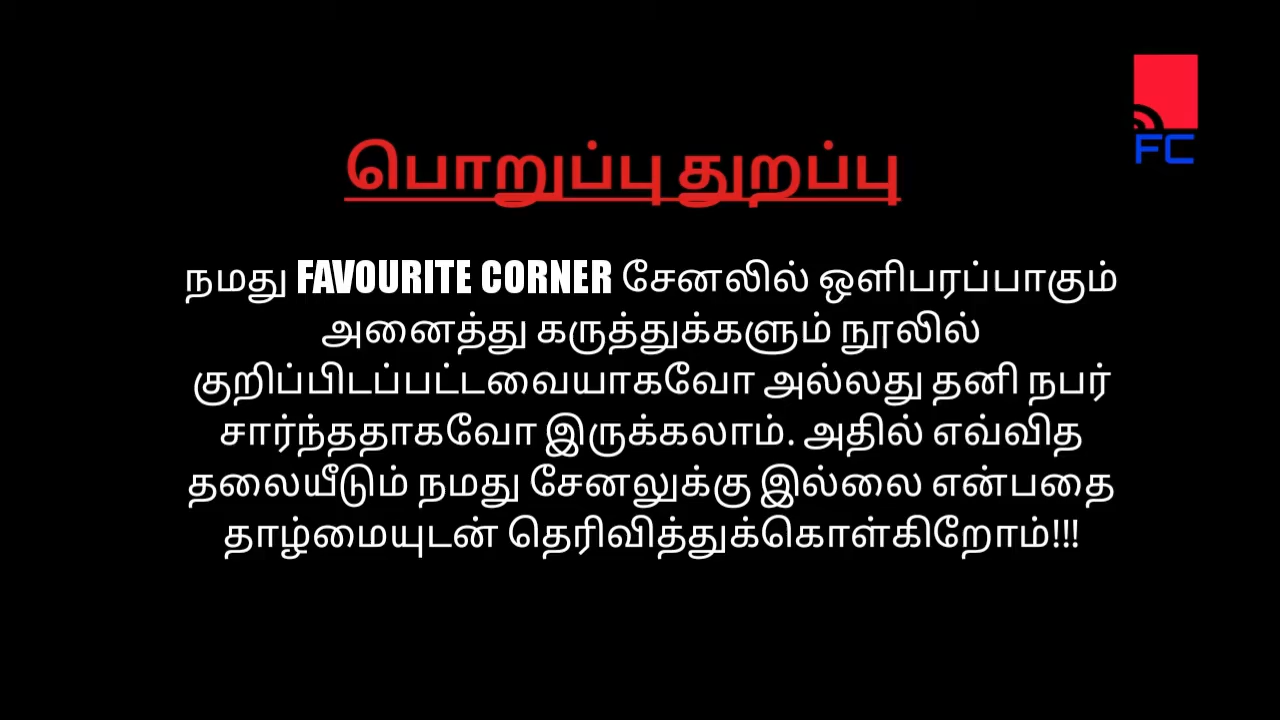 FC
பொறுப்பு துறப்பு
நமது FAVOURITE CORNER சேனலில் ஒளிபரப்பாகும்
அனைத்து கருத்துக்களும் நூலில்
குறிப்பிடப்பட்டவையாகவோ அல்லது தனி நபர்
சார்ந்ததாகவோ இருக்கலாம். அதில் எவ்வித
தலையீடும் நமது சேனலுக்கு இல்லை என்பதை
தாழ்மையுடன் தெரிவித்துக்கொள்கிறோம்!!!